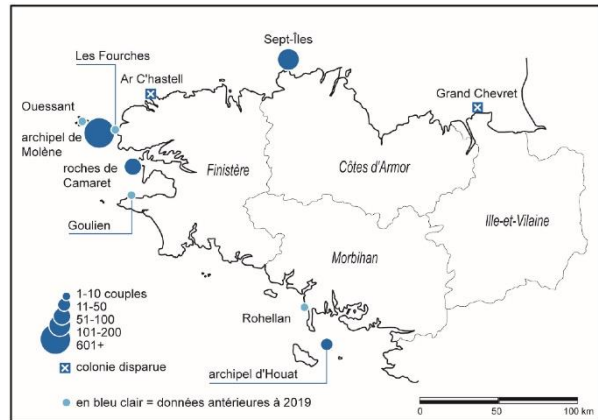 Sept-Îles
Les Fourches
Ar C'hastell
Grand Chevret
Ouessant
archipel de
Molène
roches de
Camaret
Finistère
Côtes d'Armor
Goulien
Ille-et-Vilaine
Morbihan
Rohellan
archipel d'Houat
1-10 couples
11-50
51-100
101-200
601+
colonie disparue
en bleu clair = données antérieures à 2019
0 50 100 km